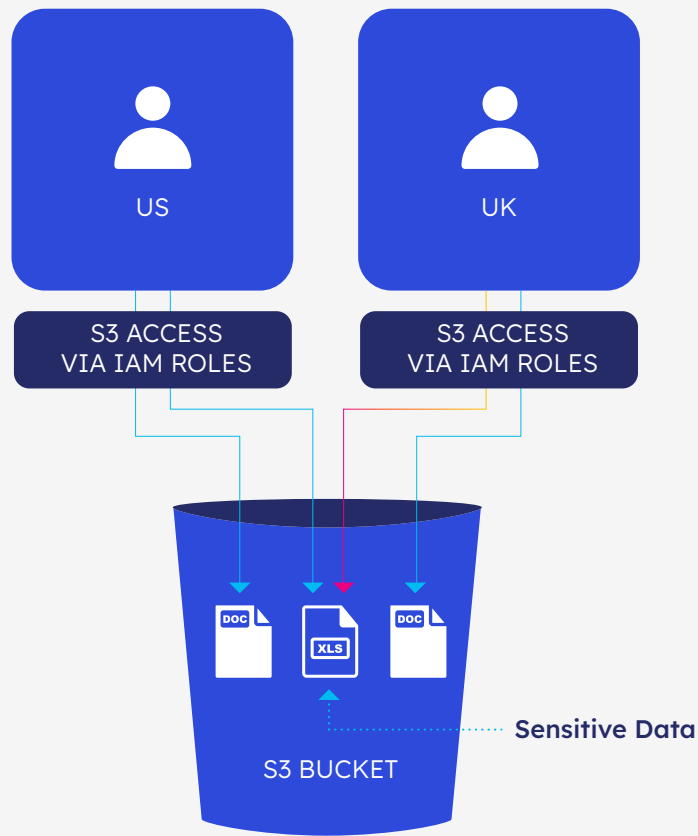 US
UK
S3 ACCESS
VIA IAM ROLES
S3 ACCESS
VIA IAM ROLES
DOC
XLS
DOC
Sensitive Data
S3 BUCKET